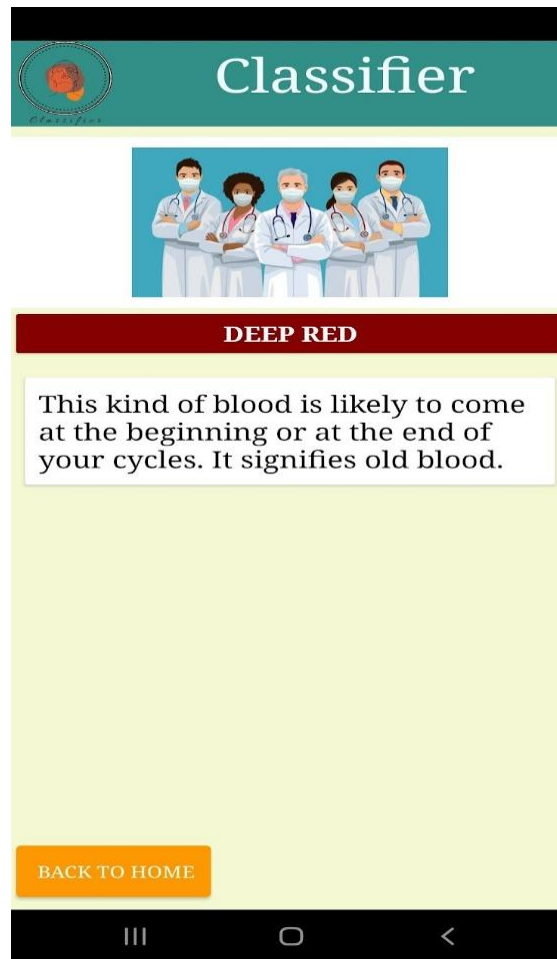 Classifier
Classifier
DEEP RED
This kind of blood is likely to come
at the beginning or at the end of
your cycles. It signifies old blood.
BACK TO HOME